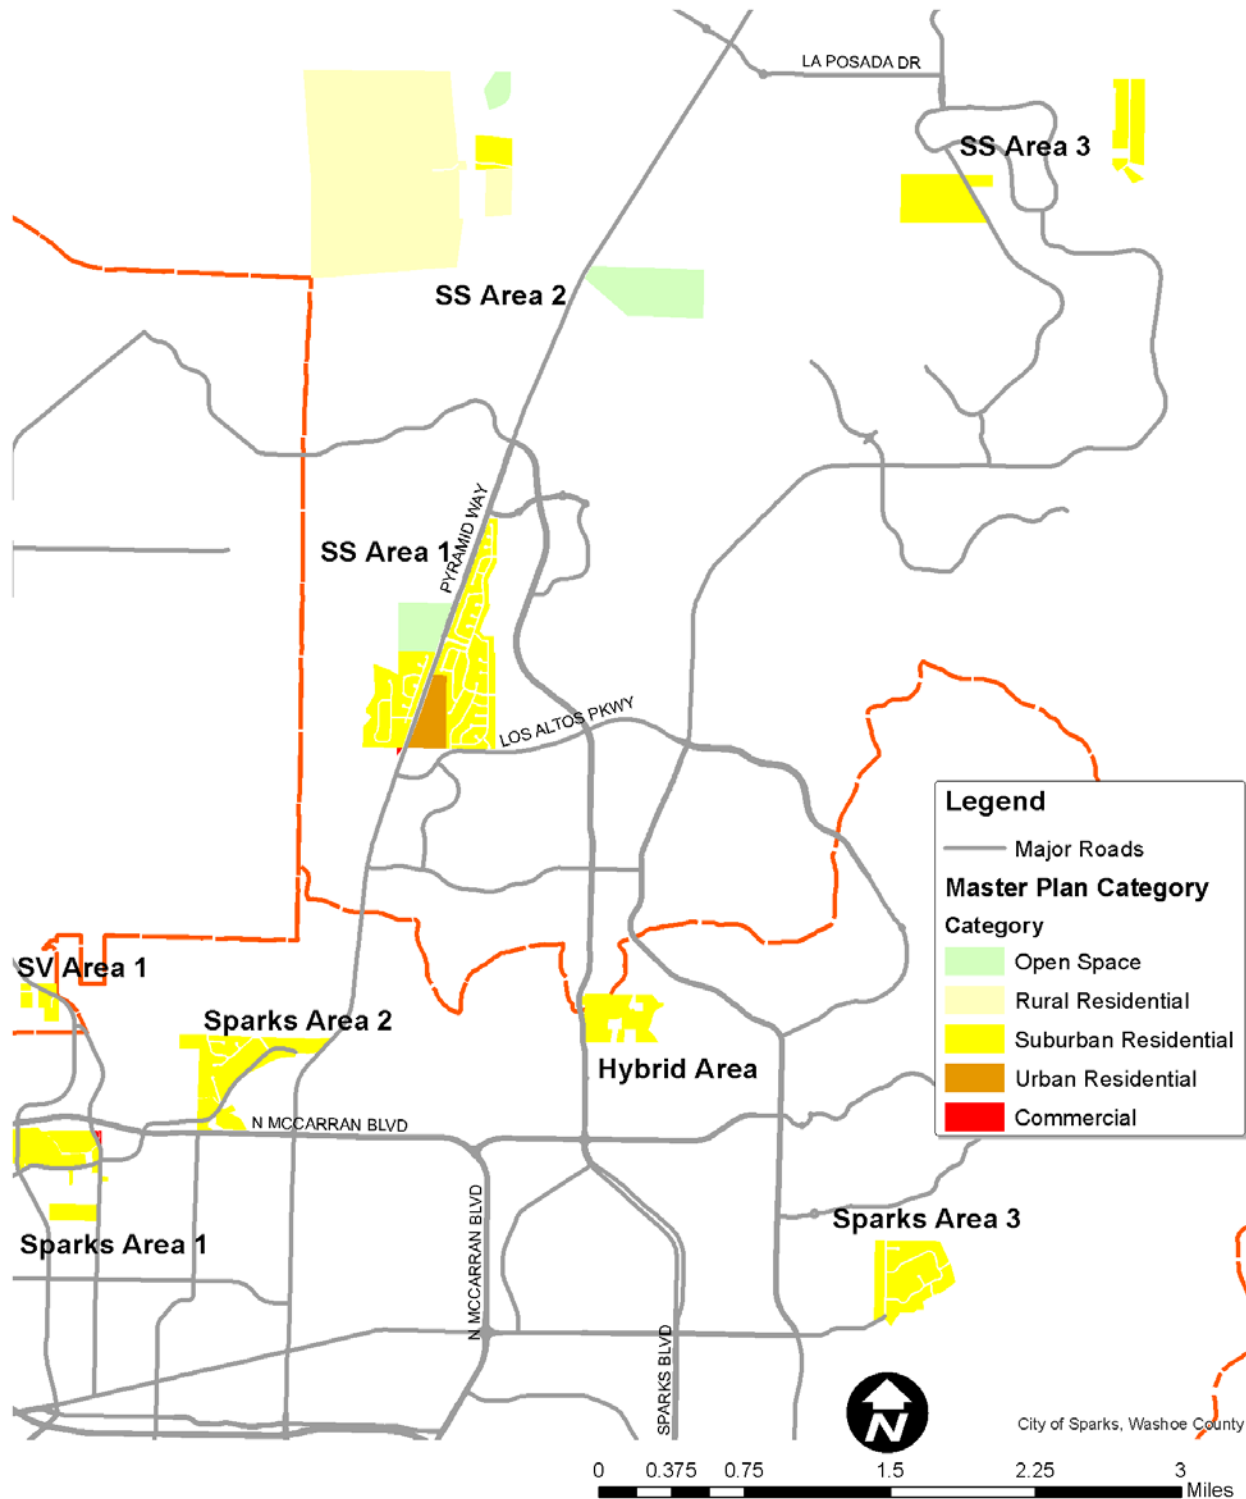 LA POSADA DR
SS Area 3
SS Area 2
PYRAMID WAY
SS Area 1
LOS ALTOS PKWY
Legend
Major Roads
Master Plan Category
Category
Open Space
Rural Residential
Suburban Residential
Urban Residential
Commercial
SV Area 1
Sparks Area 2
Hybrid Area
N MCCARRAN BLVD
N MCCARRAN BLVD
Sparks Area 3
Sparks Area 1
SPARKS BLVD
N
City of Sparks, Washoe County
0 0.375 0.75 1.5 2.25 3
Miles